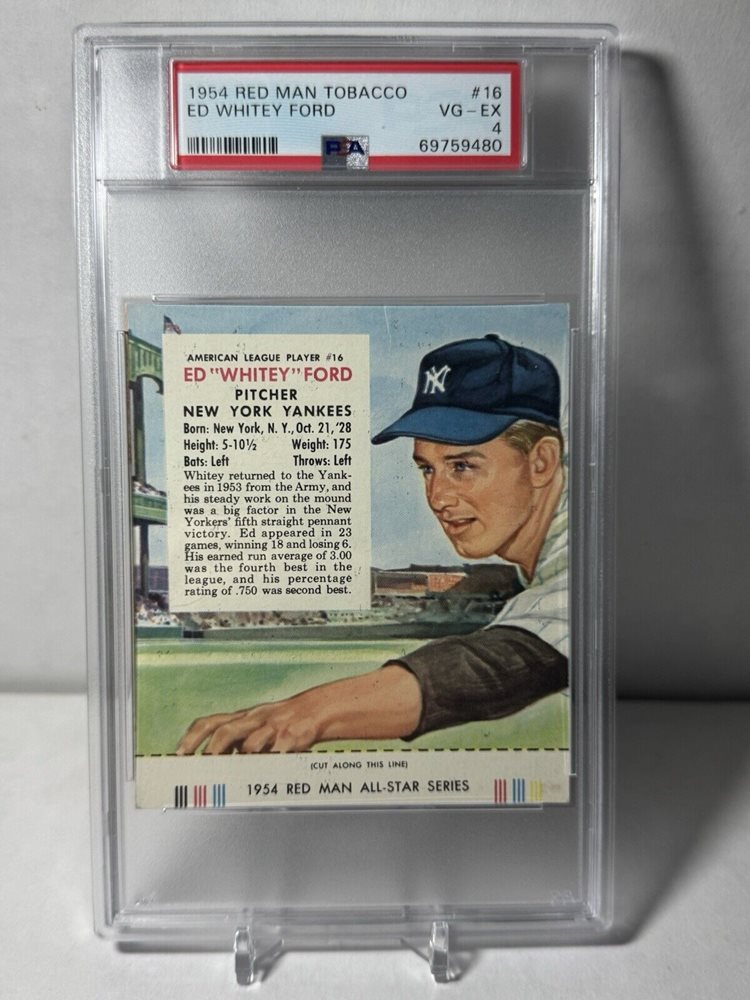 1954 RED MAN TOBACCO #16
ED WHITEY FORD VG-EX
4
PSA 69759480
AMERICAN LEAGUE PLAYER #16
ED "WHITEY" FORD
PITCHER
NEW YORK YANKEES
Born: New York, N. Y., Oct. 21, '28
Height: 5-10½ Weight: 175
Bats: Left Throws: Left
Whitey returned to the Yank-
ees in 1953 from the Army, and
his steady work on the mound
was a big factor in the New
Yorkers' fifth straight pennant
victory. Ed appeared in 23
games, winning 18 and losing 6.
His earned run average of 3.00
was the fourth best in the
league, and his percentage
rating of .750 was second best.
NY
(CUT ALONG THIS LINE)
1954 RED MAN ALL-STAR SERIES